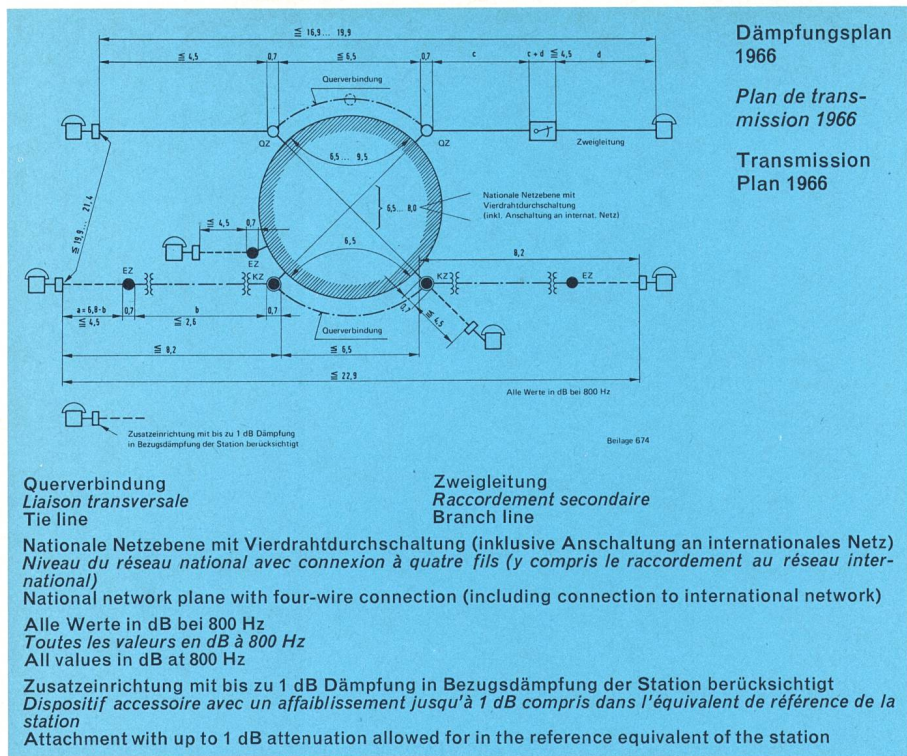 Dämpfungsplan
1966
Plan de trans-
mission 1966
Transmission
Plan 1966
≦ 16,9 ... 19,9
≦ 4,5
0,7
≦ 6,5
0,7
c
c + d ≦ 4,5
d
Querverbindung
QZ
QZ
Zweigleitung
6,5 ... 9,5
≦ 19,9 ... 21,4
6,5 ... 8,0
Nationale Netzebene mit
Vierdrahtdurchschaltung
(inkl. Anschaltung an internat. Netz)
≦ 4,5
0,7
EZ
6,5
8,2
EZ
KZ
KZ
EZ
a = 6,8-b
0,7
b
0,7
≦ 4,5
≦ 2,6
0,7
≦ 4,5
Querverbindung
≦ 8,2
≦ 6,5
≦ 22,9
Alle Werte in dB bei 800 Hz
Zusatzeinrichtung mit bis zu 1 dB Dämpfung
in Bezugsdämpfung der Station berücksichtigt
Beilage 674
Querverbindung
Liaison transversale
Tie line
Zweigleitung
Raccordement secondaire
Branch line
Nationale Netzebene mit Vierdrahtdurchschaltung (inklusive Anschaltung an internationales Netz)
Niveau du réseau national avec connexion à quatre fils (y compris le raccordement au réseau inter-
national)
National network plane with four-wire connection (including connection to international network)
Alle Werte in dB bei 800 Hz
Toutes les valeurs en dB à 800 Hz
All values in dB at 800 Hz
Zusatzeinrichtung mit bis zu 1 dB Dämpfung in Bezugsdämpfung der Station berücksichtigt
Dispositif accessoire avec un affaiblissement jusqu'à 1 dB compris dans l'équivalent de référence de la
station
Attachment with up to 1 dB attenuation allowed for in the reference equivalent of the station